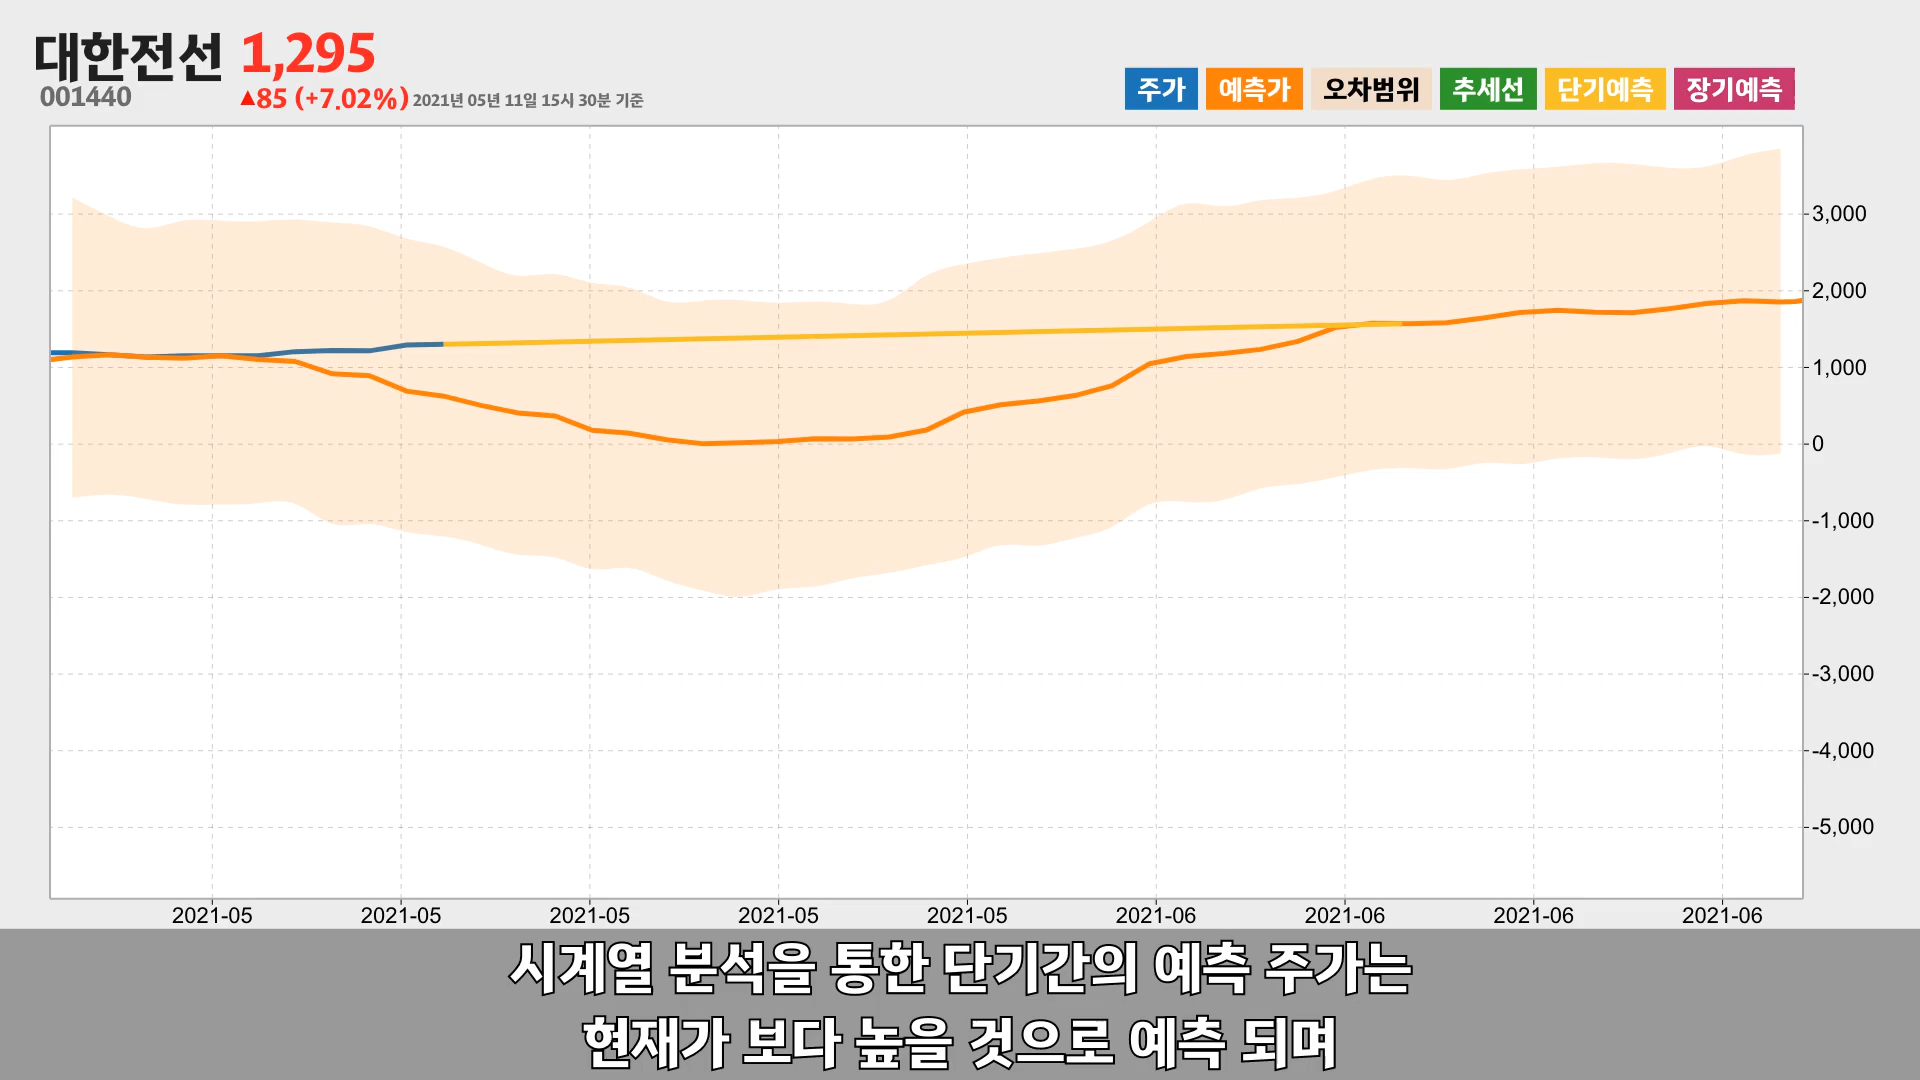 대한전선 1,295
001440 ▲85 (+7.02%) 2021년 05년 11일 15시 30분 기준
주가 예측가 오차범위 추세선 단기예측 장기예측
3,000
2,000
1,000
0
-1,000
-2,000
-3,000
-4,000
-5,000
2021-05 2021-05 2021-05 2021-05 2021-05 2021-06 2021-06 2021-06 2021-06
시계열 분석을 통한 단기간의 예측 주가는
현재가 보다 높을 것으로 예측 되며